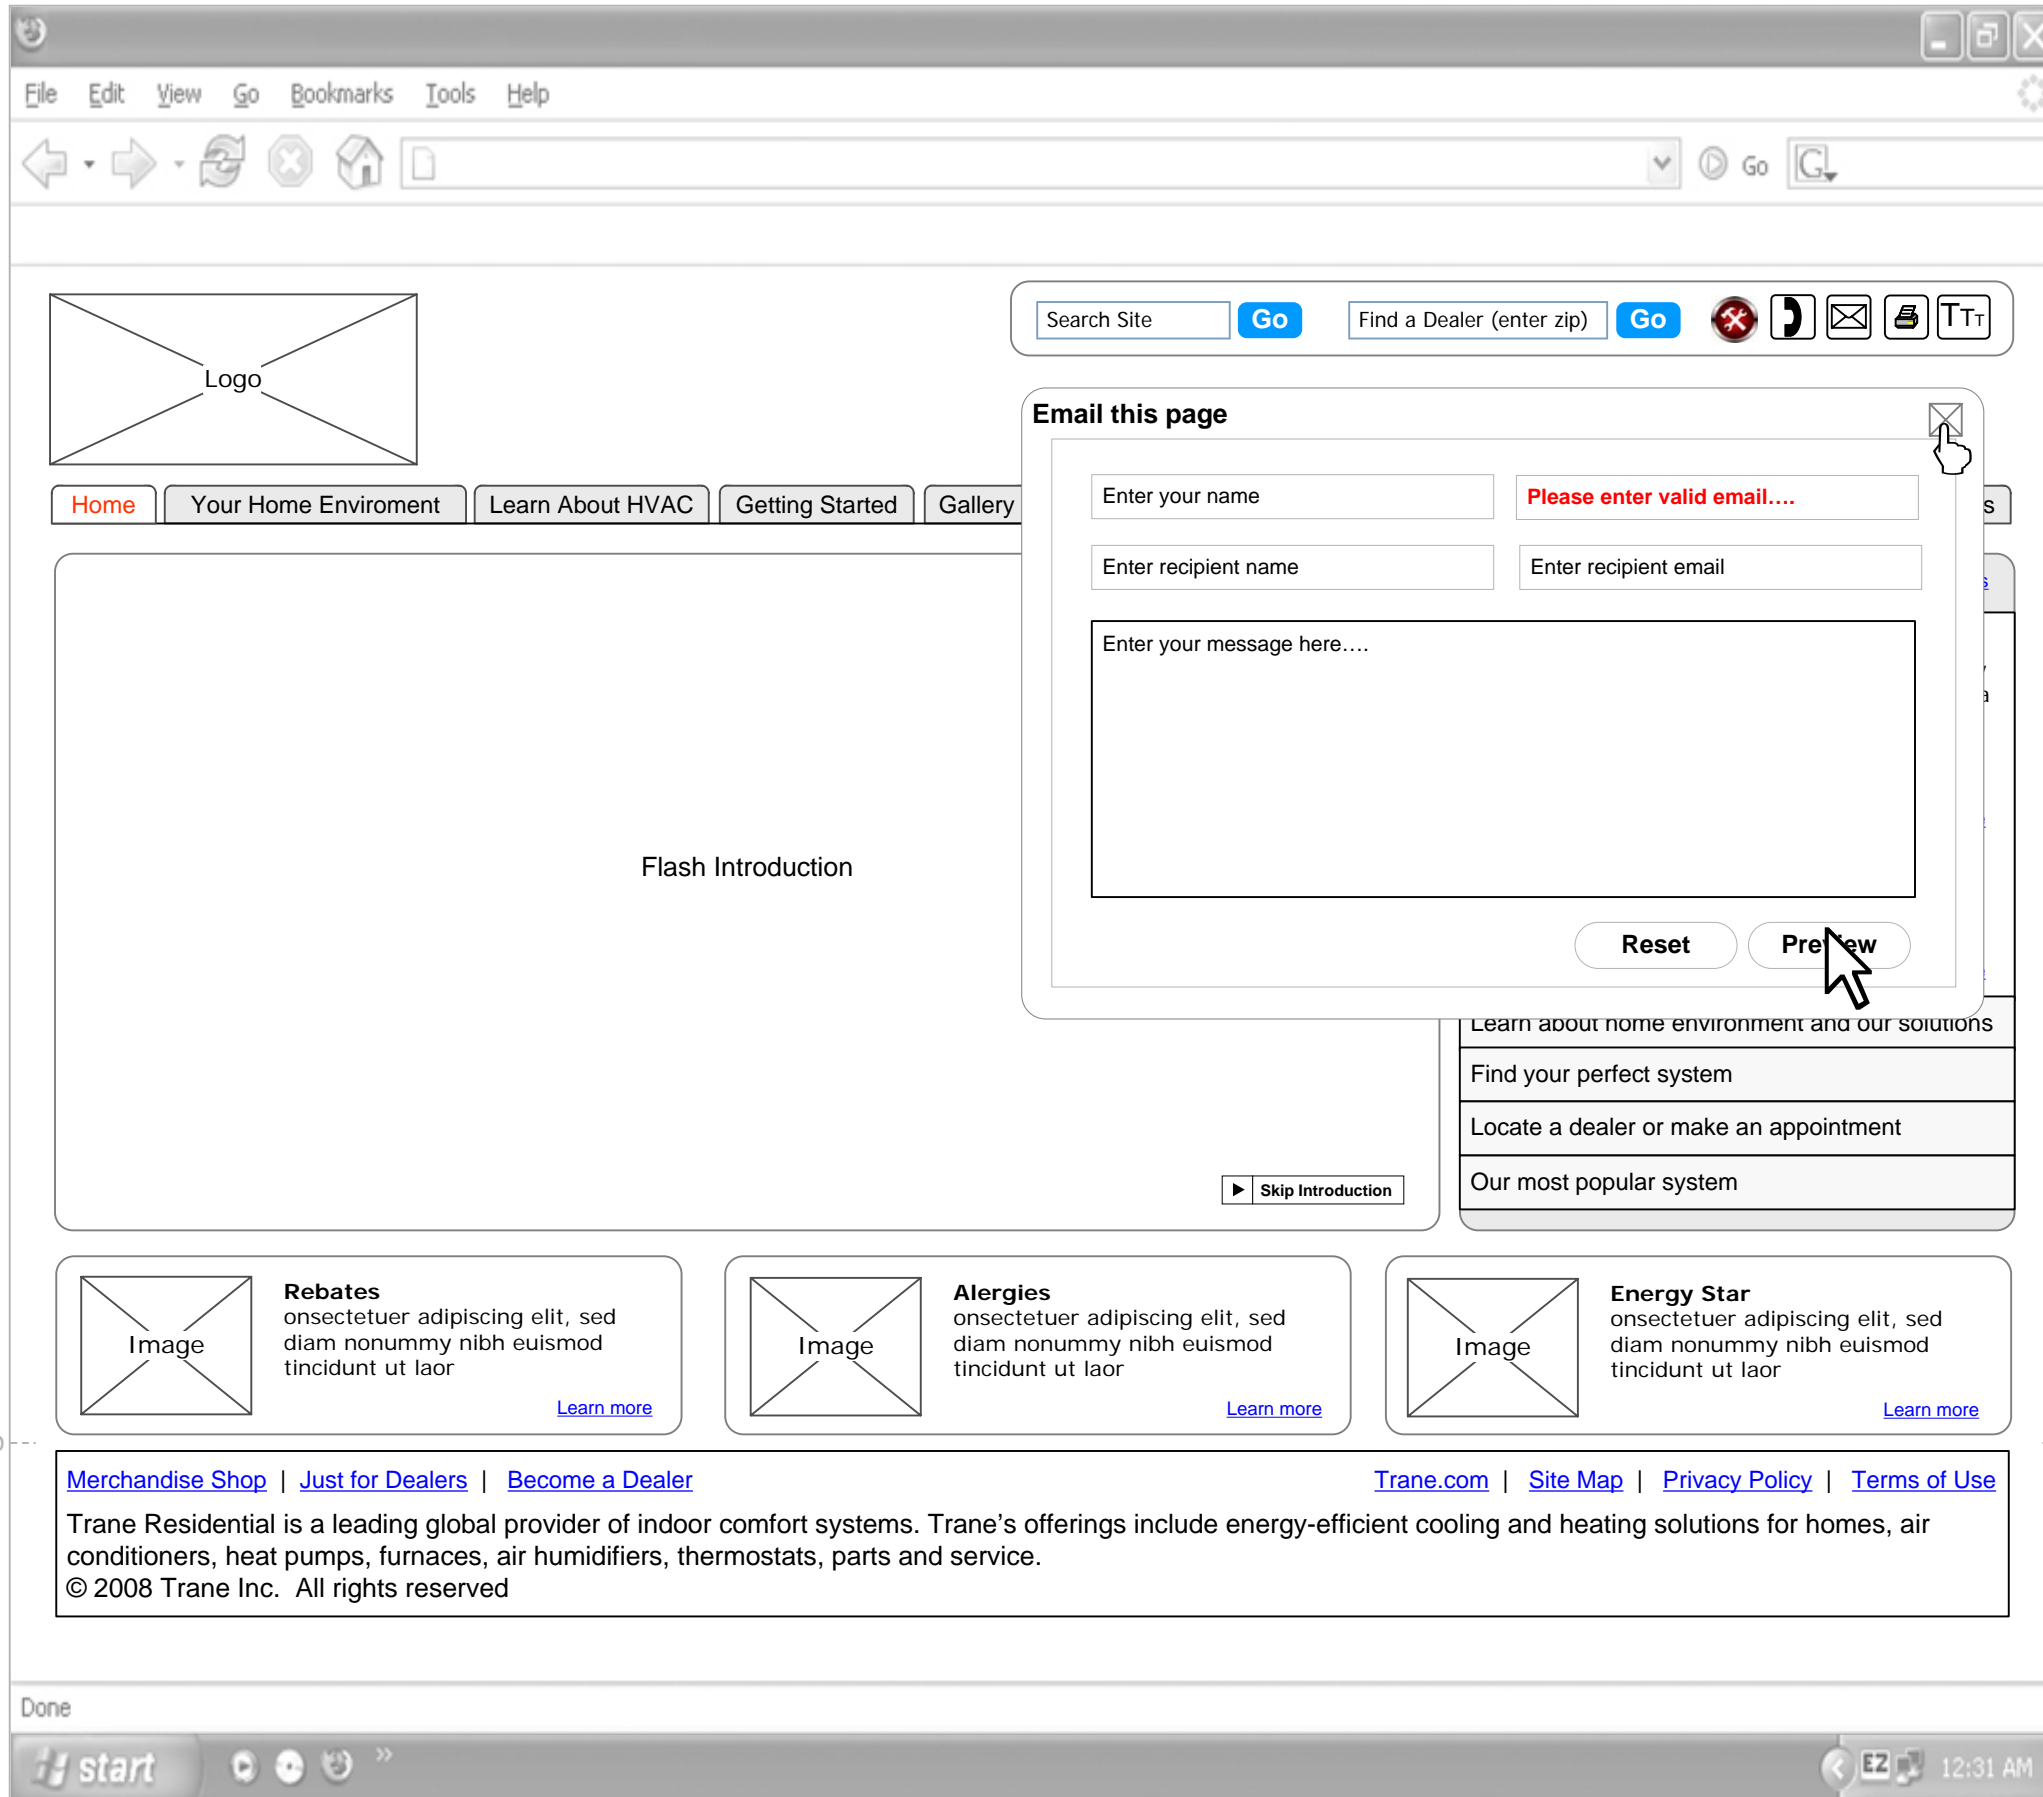 File Edit View Go Bookmarks Tools Help
Go G
Search Site Go Find a Dealer (enter zip) Go TTT
Logo
Email this page
Home Your Home Enviroment Learn About HVAC Getting Started Gallery s
Enter your name Please enter valid email....
Enter recipient name Enter recipient email
Enter your message here....
Flash Introduction
Reset Preview
Learn about home environment and our solutions
Find your perfect system
Locate a dealer or make an appointment
Our most popular system
Skip Introduction
Image
Rebates
onsectetuer adipiscing elit, sed
diam nonummy nibh euismod
tincidunt ut laor
Learn more
Image
Alergies
onsectetuer adipiscing elit, sed
diam nonummy nibh euismod
tincidunt ut laor
Learn more
Image
Energy Star
onsectetuer adipiscing elit, sed
diam nonummy nibh euismod
tincidunt ut laor
Learn more
Merchandise Shop | Just for Dealers | Become a Dealer Trane.com | Site Map | Privacy Policy | Terms of Use
Trane Residential is a leading global provider of indoor comfort systems. Trane’s offerings include energy-efficient cooling and heating solutions for homes, air
conditioners, heat pumps, furnaces, air humidifiers, thermostats, parts and service.
© 2008 Trane Inc. All rights reserved
Done
start EZ 12:31 AM